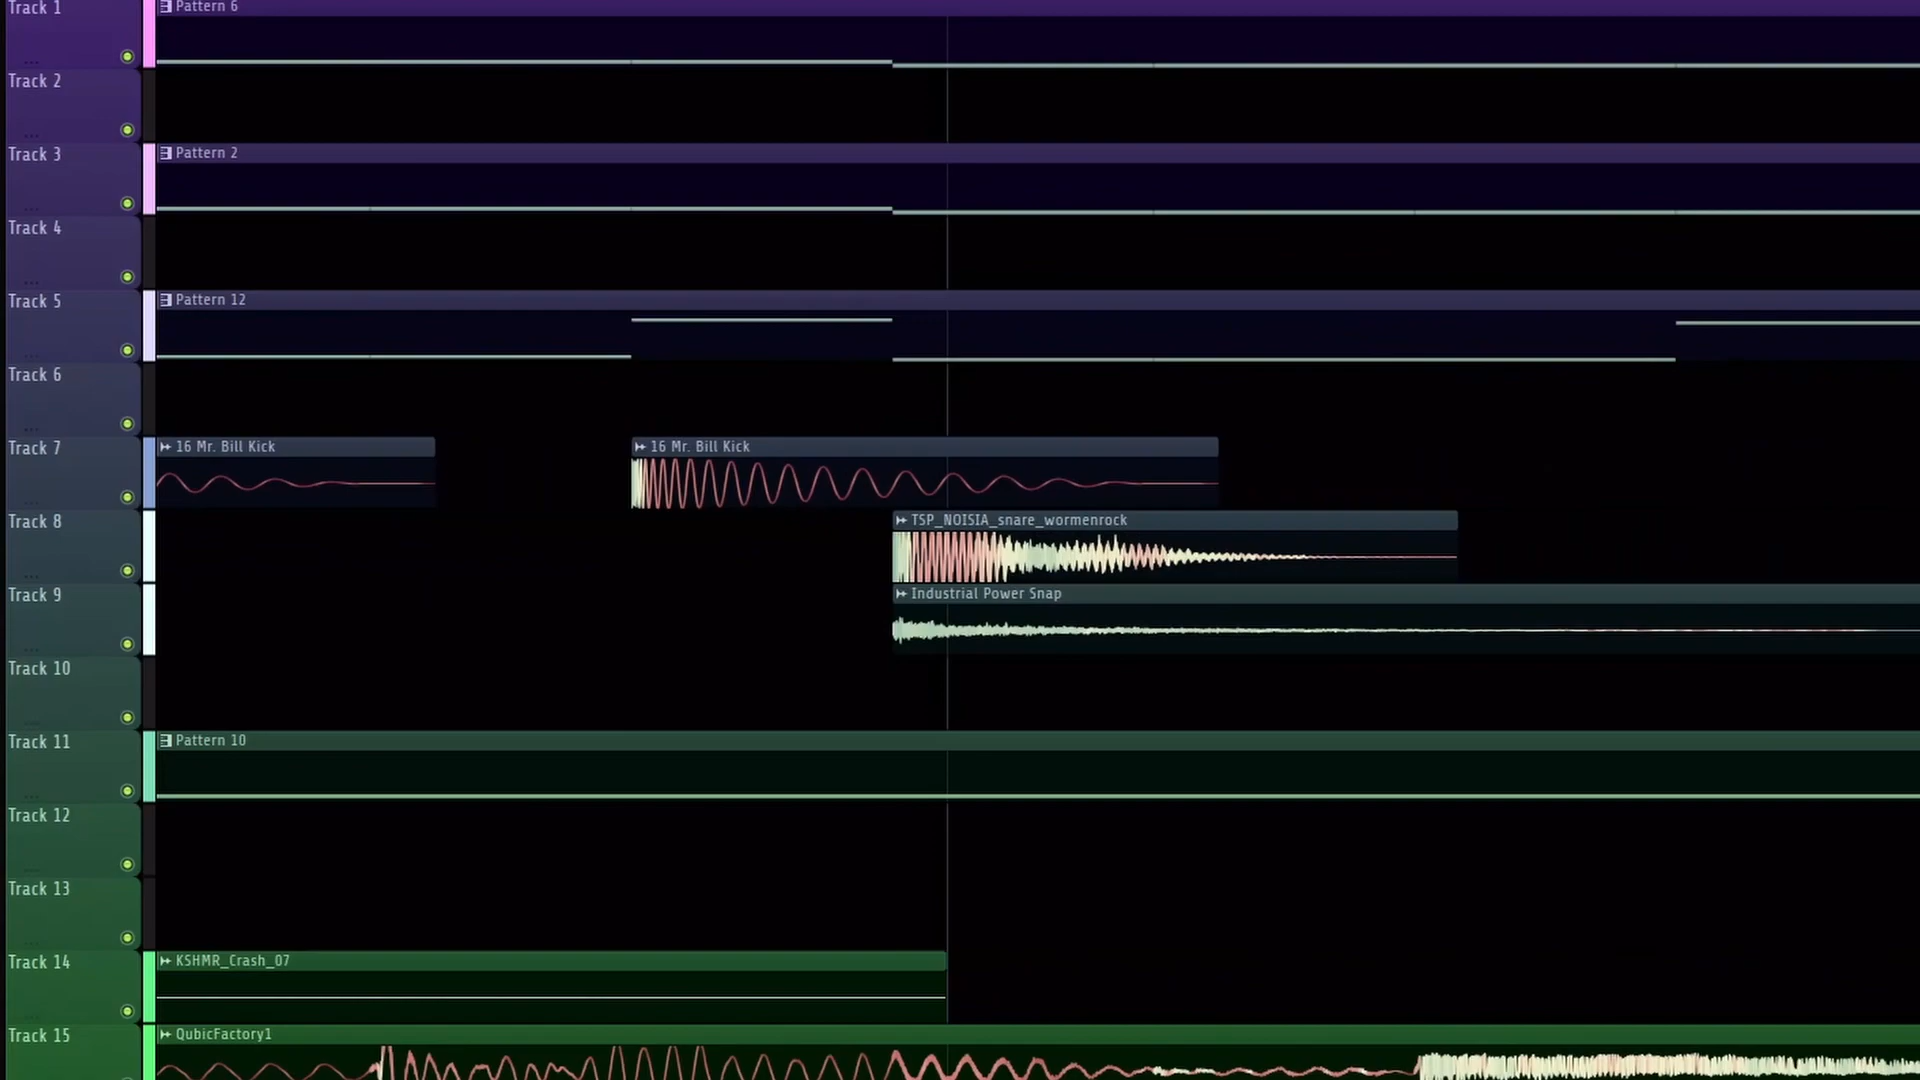 Track 1
Pattern 6
Track 2
Track 3
Pattern 2
Track 4
Track 5
Pattern 12
Track 6
Track 7
16 Mr. Bill Kick
16 Mr. Bill Kick
Track 8
TSP_NOISIA_snare_wormenrock
Track 9
Industrial Power Snap
Track 10
Track 11
Pattern 10
Track 12
Track 13
Track 14
KSHMR_Crash_07
Track 15
QubicFactory1